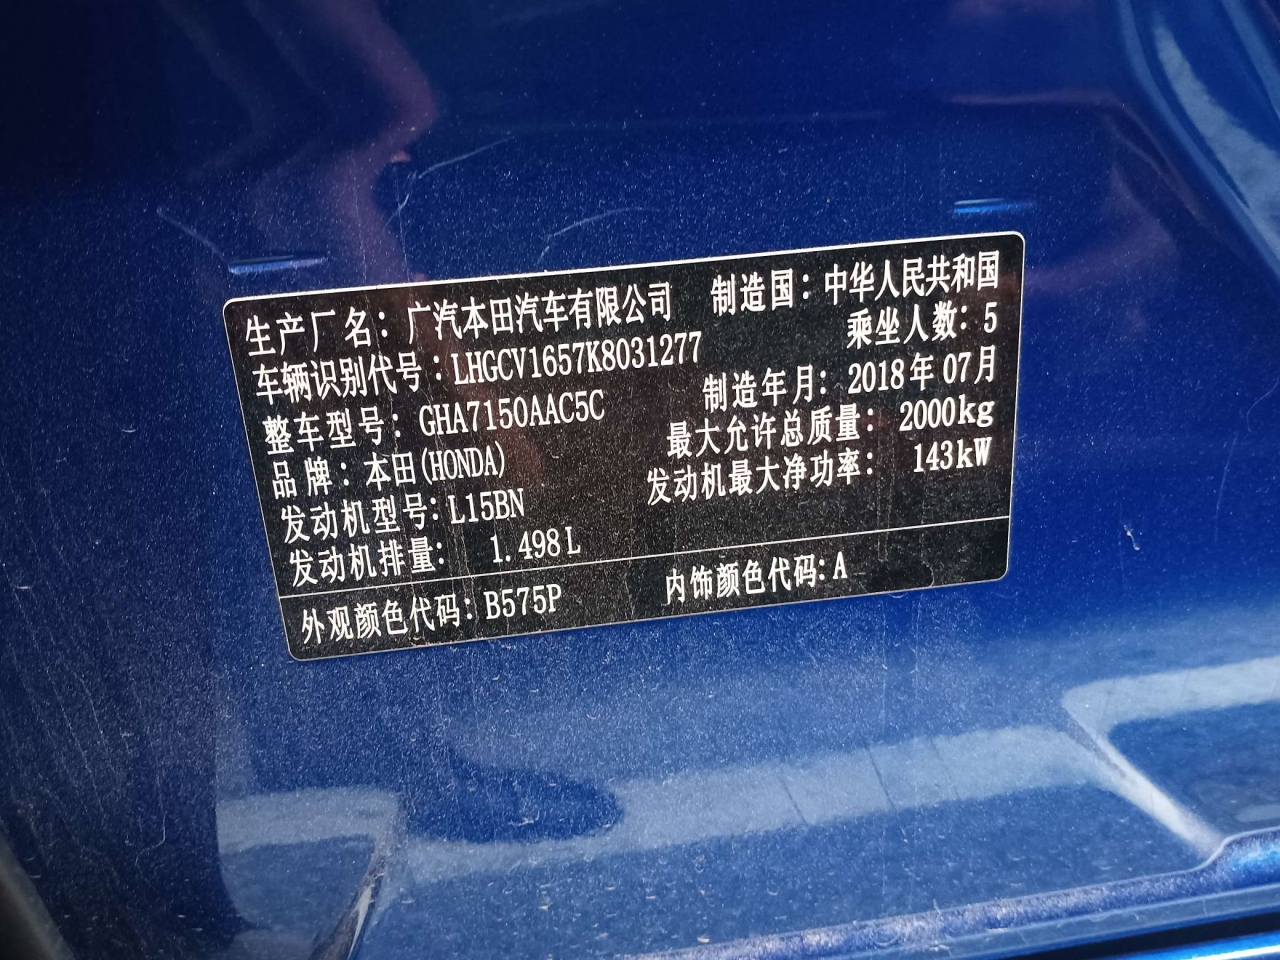 生产厂名：广汽本田汽车有限公司 制造国：中华人民共和国
车辆识别代号：LHGCV1657K8031277 乘坐人数：5
整车型号：GHA7150AAC5C 制造年月：2018年07月
品牌：本田(HONDA) 最大允许总质量：2000kg
发动机型号：L15BN 发动机最大净功率：143kW
发动机排量：1.498L
外观颜色代码：B575P 内饰颜色代码：A